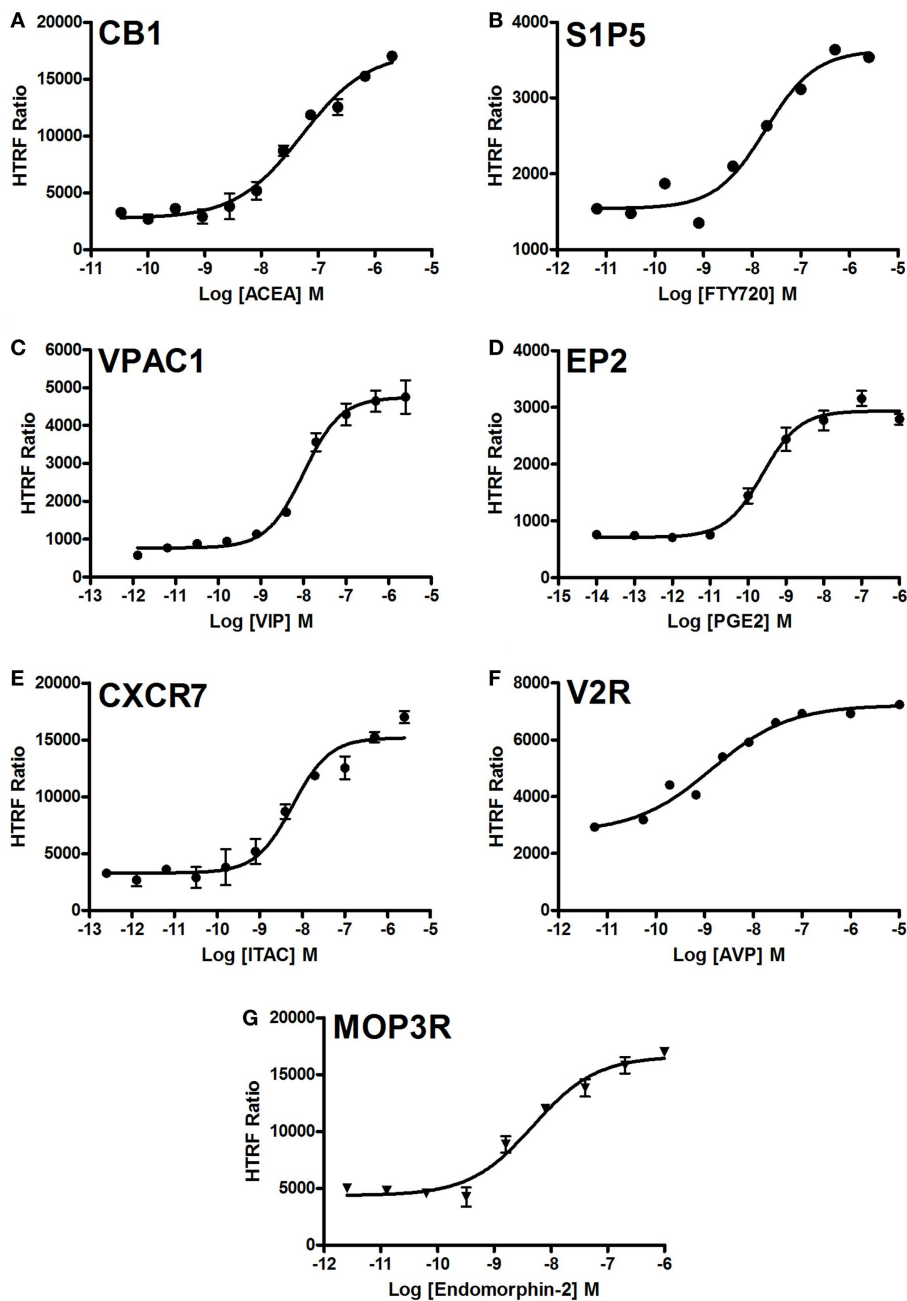 A
CB1
HTRF Ratio
20000
15000
10000
5000
0
-11 -10 -9 -8 -7 -6 -5
Log [ACEA] M
B
S1P5
HTRF Ratio
4000
3000
2000
1000
-12 -11 -10 -9 -8 -7 -6 -5
Log [FTY720] M
C
VPAC1
HTRF Ratio
6000
5000
4000
3000
2000
1000
0
-13 -12 -11 -10 -9 -8 -7 -6 -5
Log [VIP] M
D
EP2
HTRF Ratio
4000
3000
2000
1000
0
-15 -14 -13 -12 -11 -10 -9 -8 -7 -6
Log [PGE2] M
E
CXCR7
HTRF Ratio
20000
15000
10000
5000
0
-13 -12 -11 -10 -9 -8 -7 -6 -5
Log [ITAC] M
F
V2R
HTRF Ratio
8000
6000
4000
2000
0
-12 -11 -10 -9 -8 -7 -6 -5
Log [AVP] M
G
MOP3R
HTRF Ratio
20000
15000
10000
5000
0
-12 -11 -10 -9 -8 -7 -6
Log [Endomorphin-2] M